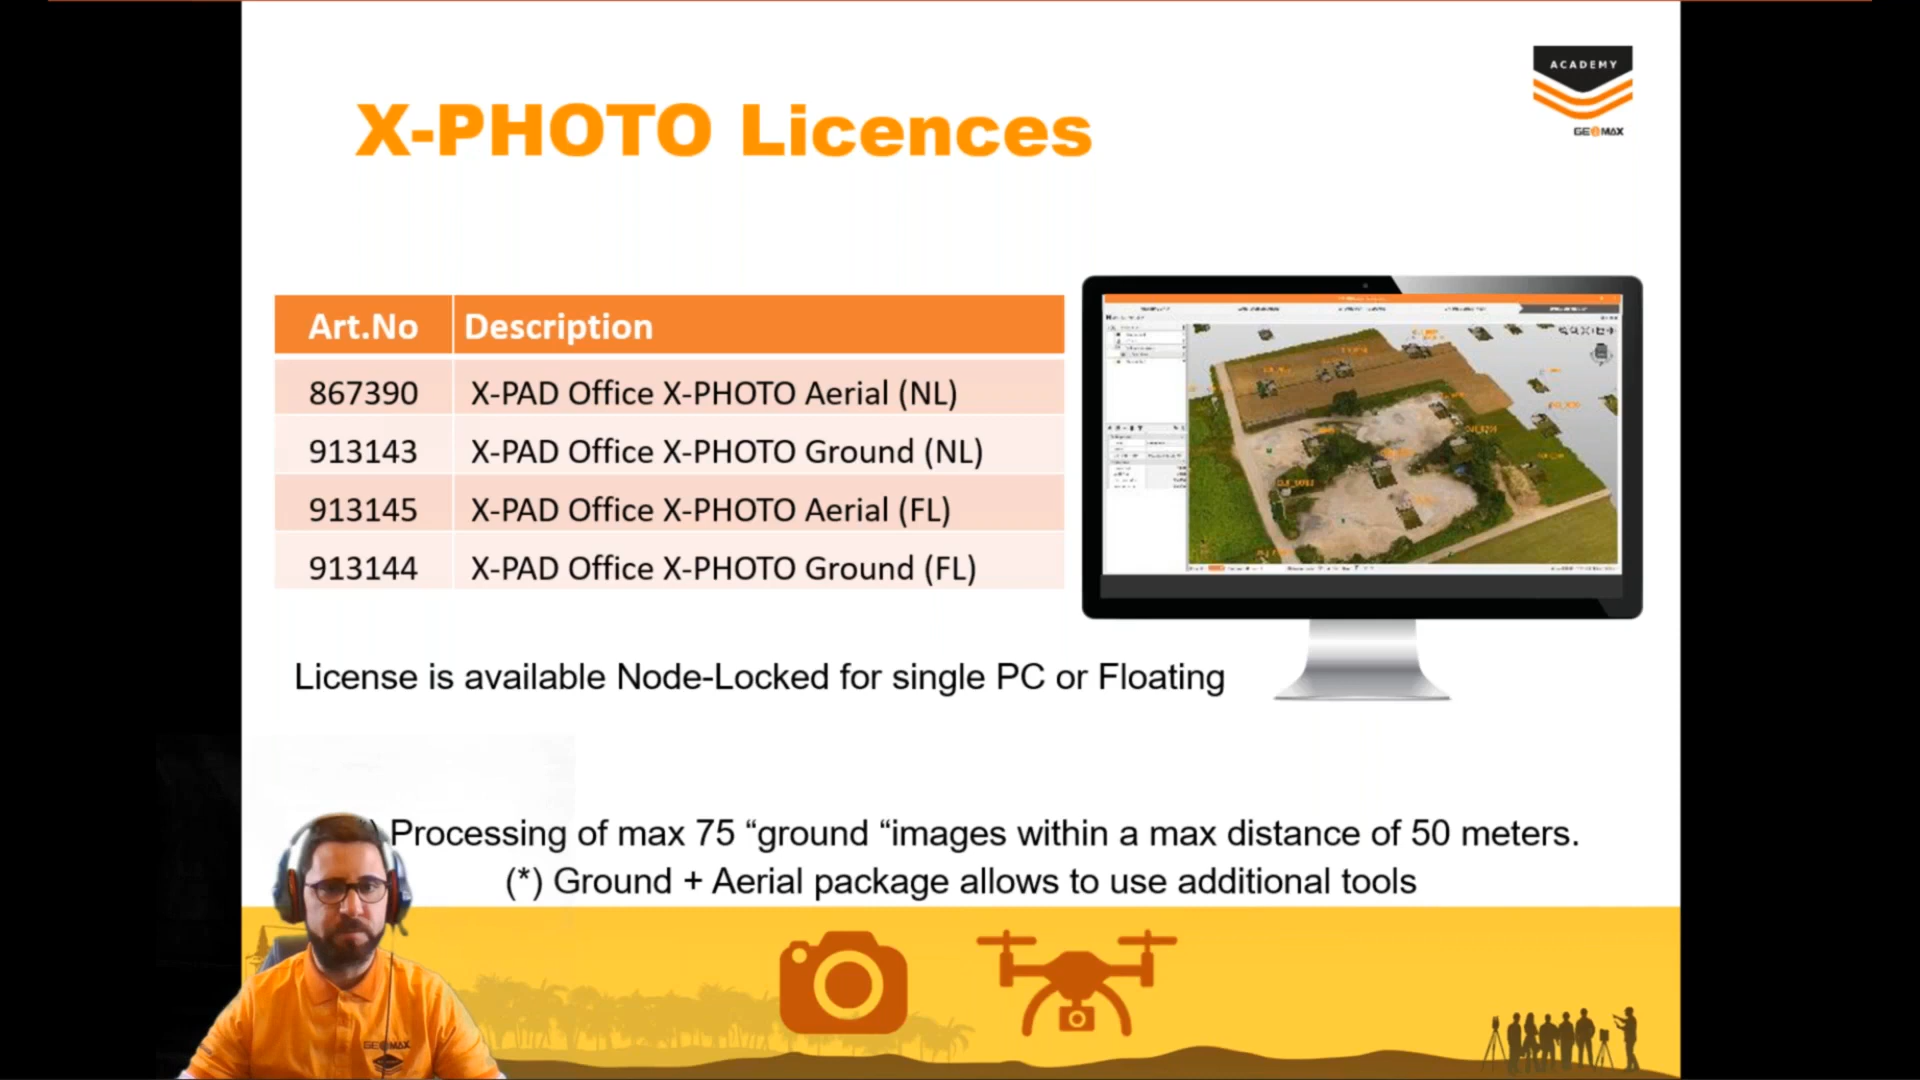 ACADEMY
GEOMAX
X-PHOTO Licences
Art.No Description
867390 X-PAD Office X-PHOTO Aerial (NL)
913143 X-PAD Office X-PHOTO Ground (NL)
913145 X-PAD Office X-PHOTO Aerial (FL)
913144 X-PAD Office X-PHOTO Ground (FL)
License is available Node-Locked for single PC or Floating
) Processing of max 75 “ground “images within a max distance of 50 meters.
(*) Ground + Aerial package allows to use additional tools
GEOMAX